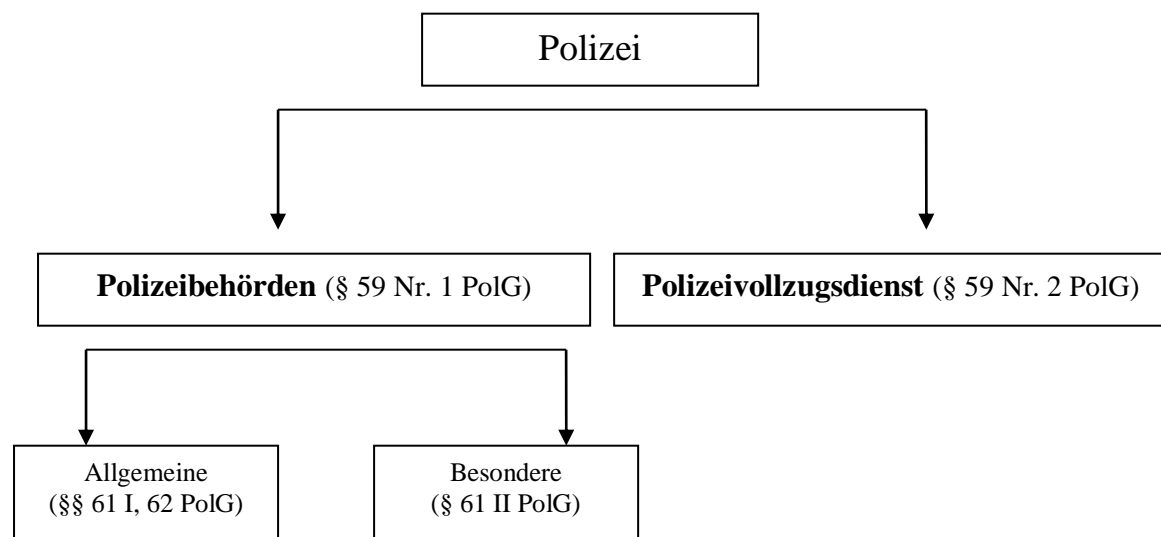 Polizei
Polizeibehörden (§ 59 Nr. 1 PolG)
Polizeivollzugsdienst (§ 59 Nr. 2 PolG)
Allgemeine
(§§ 61 I, 62 PolG)
Besondere
(§ 61 II PolG)